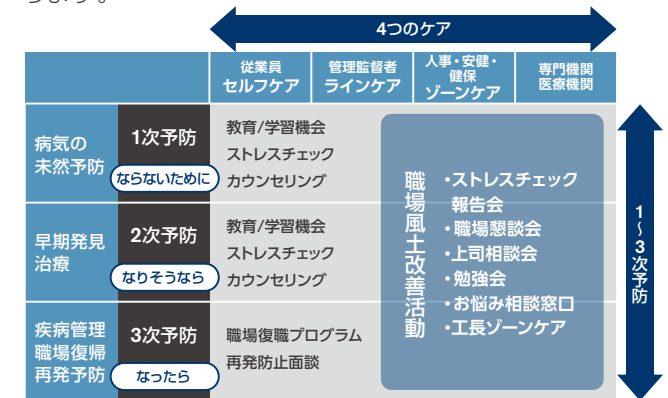 4つのケア
従業員
セルフケア
管理監督者
ラインケア
人事・安健・
健保
ゾーンケア
専門機関
医療機関
病気の
未然予防
1次予防
ならないために
教育/学習機会
ストレスチェック
カウンセリング
早期発見
治療
2次予防
なりそうなら
教育/学習機会
ストレスチェック
カウンセリング
疾病管理
職場復帰
再発予防
3次予防
なったら
職場復職プログラム
再発防止面談
職場風土改善活動
・ストレスチェック
報告会
・職場懇談会
・上司相談会
・勉強会
・お悩み相談窓口
・工長ゾーンケア
1〜3次予防